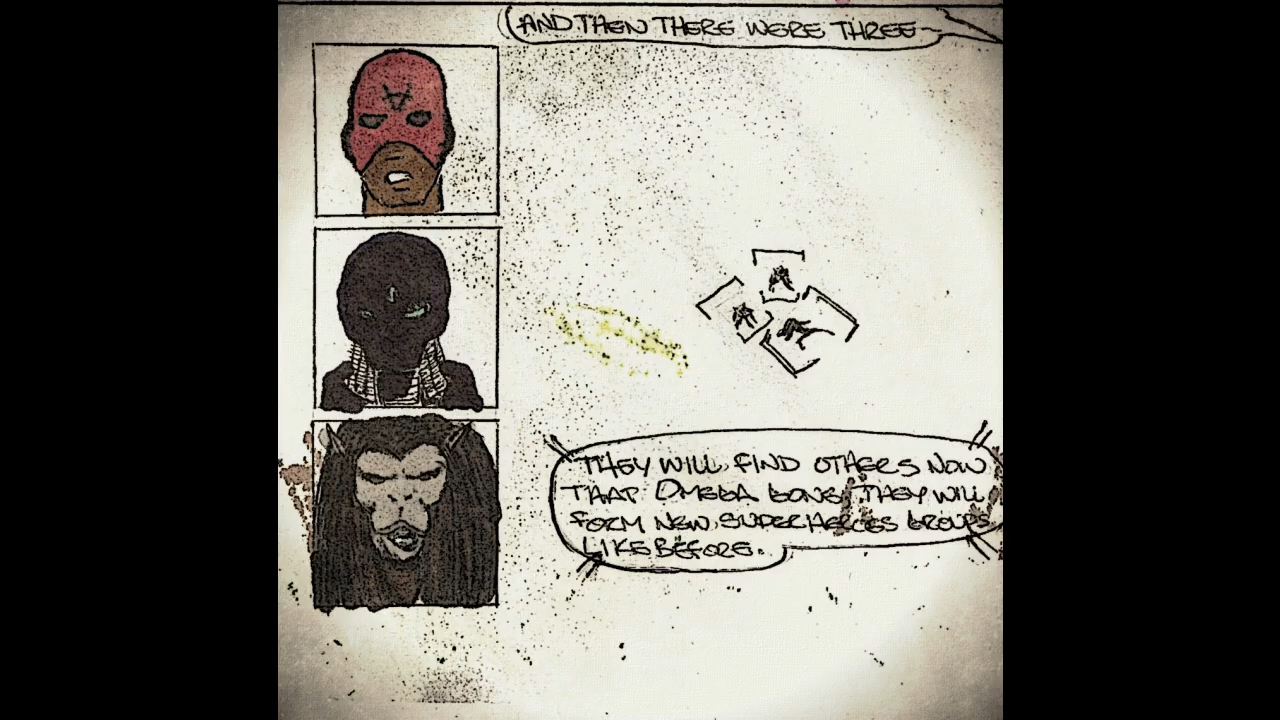 AND THEN THERE WERE THREE-
THEY WILL FIND OTHERS NOW
THAT OMEGA GONE. THEY WILL
FORM NEW SUPERHEROES GROUPS
LIKE BEFORE.